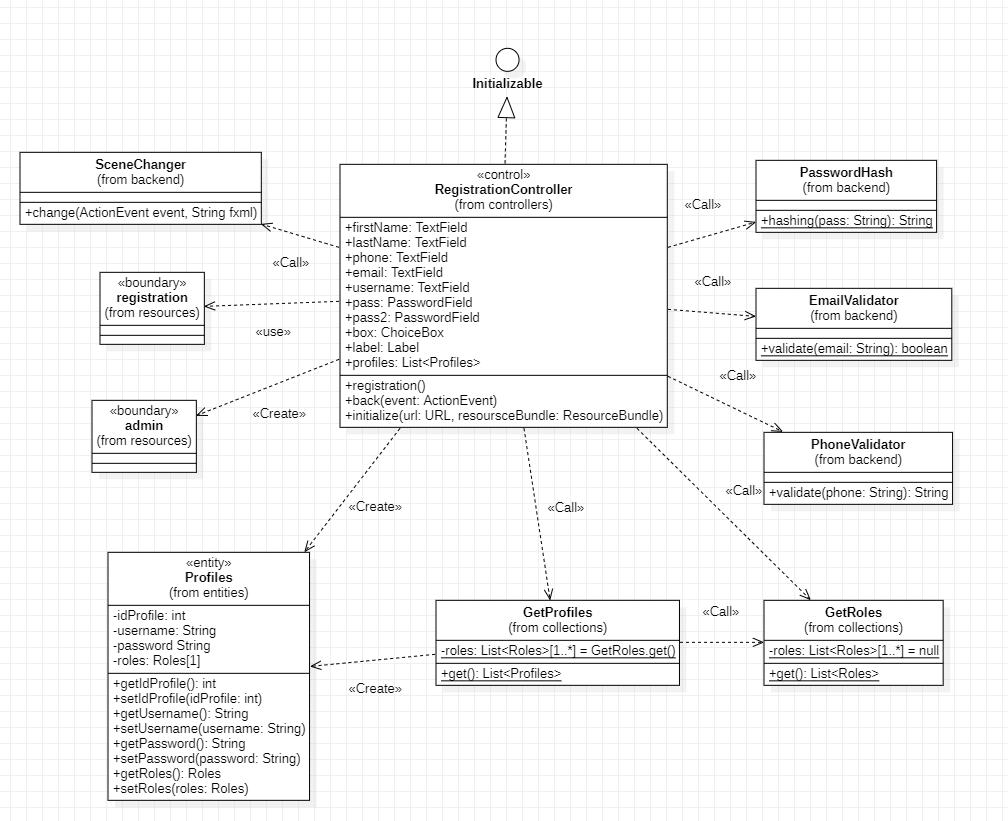 Initializable
SceneChanger
(from backend)
+change(ActionEvent event, String fxml)
«control»
RegistrationController
(from controllers)
+firstName: TextField
+lastName: TextField
+phone: TextField
+email: TextField
+username: TextField
+pass: PasswordField
+pass2: PasswordField
+box: ChoiceBox
+label: Label
+profiles: List<Profiles>
+registration()
+back(event: ActionEvent)
+initialize(url: URL, resoursceBundle: ResourceBundle)
PasswordHash
(from backend)
+hashing(pass: String): String
«Call»
«Call»
«Call»
«boundary»
registration
(from resources)
«use»
EmailValidator
(from backend)
+validate(email: String): boolean
«Call»
«boundary»
admin
(from resources)
«Create»
PhoneValidator
(from backend)
+validate(phone: String): String
«Call»
«Create»
«Call»
«entity»
Profiles
(from entities)
-idProfile: int
-username: String
-password String
-roles: Roles[1]
+getIdProfile(): int
+setIdProfile(idProfile: int)
+getUsername(): String
+setUsername(username: String)
+getPassword(): String
+setPassword(password: String)
+getRoles(): Roles
+setRoles(roles: Roles)
GetProfiles
(from collections)
-roles: List<Roles>[1..*] = GetRoles.get()
+get(): List<Profiles>
«Call»
GetRoles
(from collections)
-roles: List<Roles>[1..*] = null
+get(): List<Roles>
«Create»